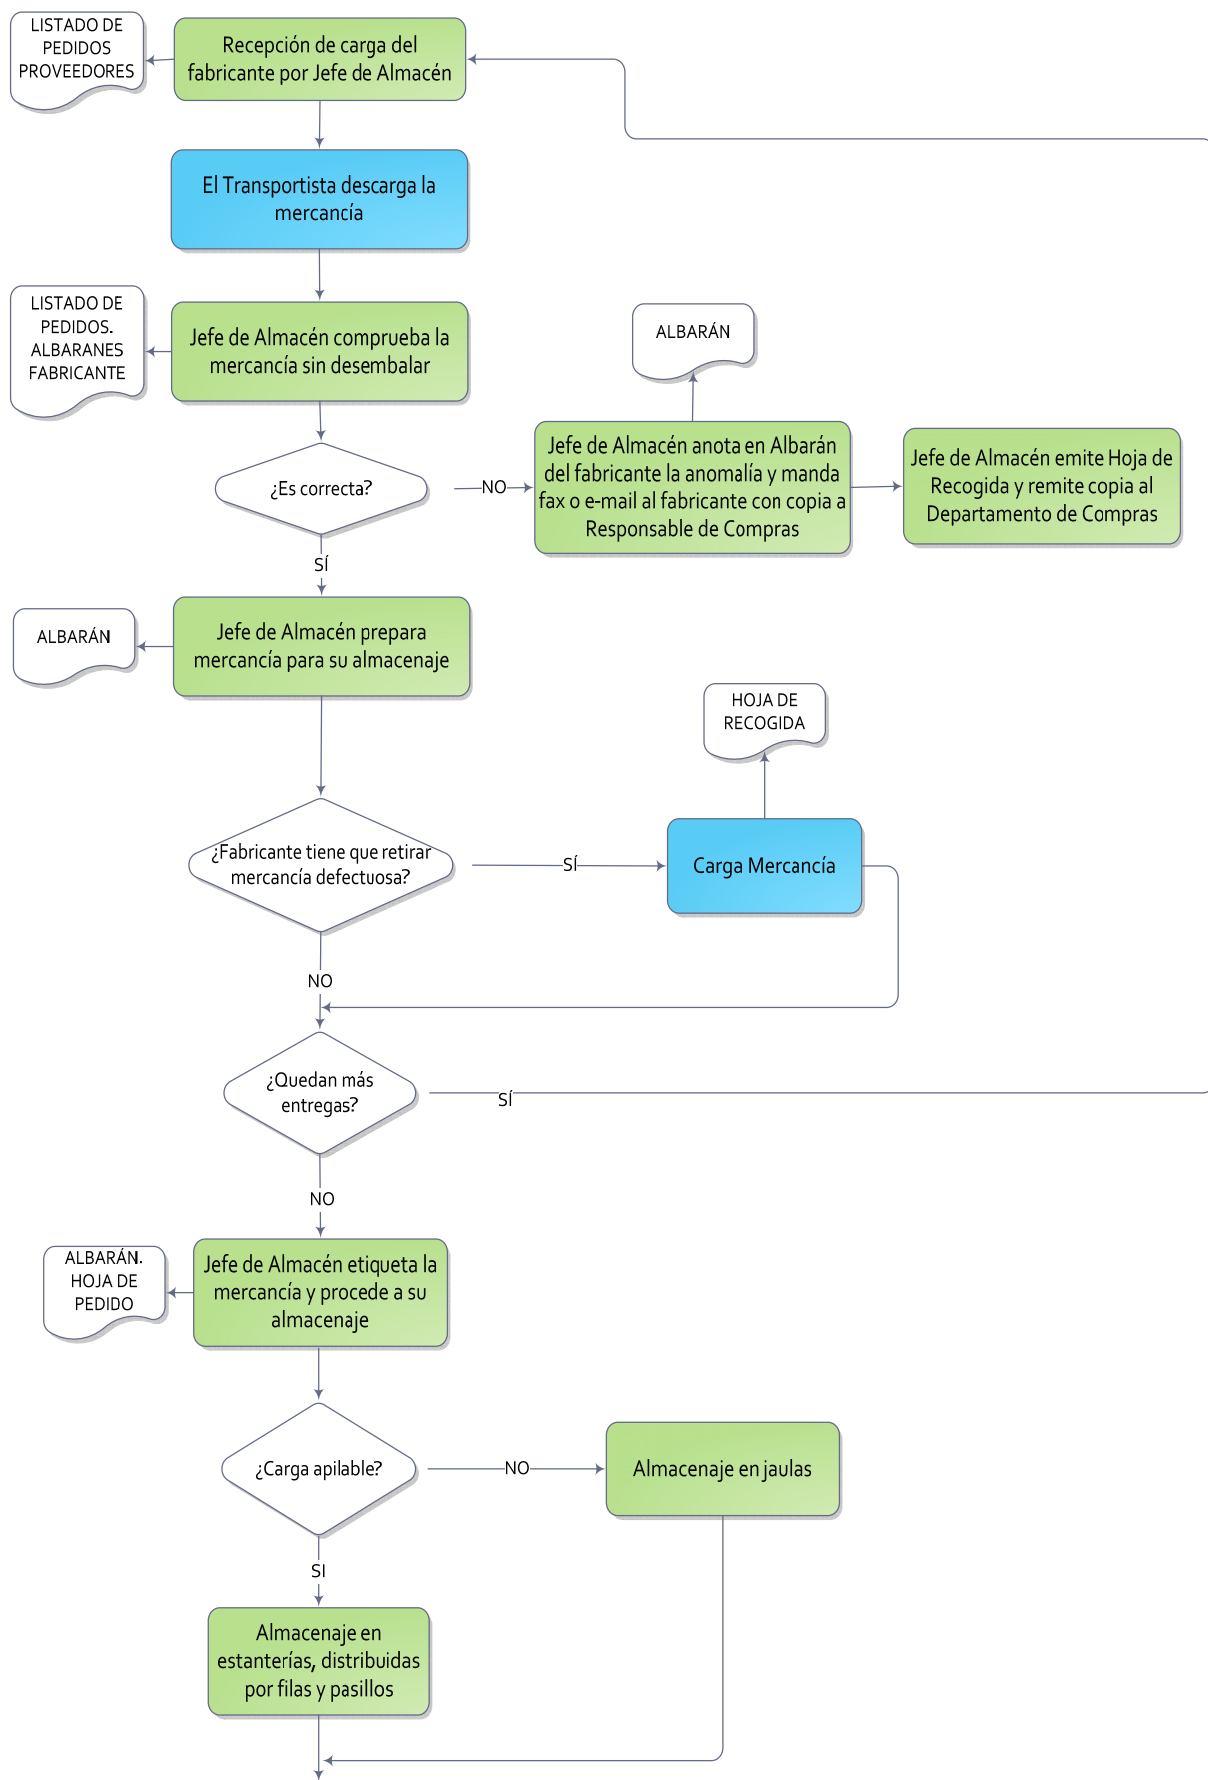 LISTADO DE
PEDIDOS
PROVEEDORES
Recepción de carga del
fabricante por Jefe de Almacén
El Transportista descarga la
mercancía
LISTADO DE
PEDIDOS.
ALBARANES
FABRICANTE
Jefe de Almacén comprueba la
mercancía sin desembalar
ALBARÁN
¿Es correcta?
NO
Jefe de Almacén anota en Albarán
del fabricante la anomalía y manda
fax o e-mail al fabricante con copia a
Responsable de Compras
Jefe de Almacén emite Hoja de
Recogida y remite copia al
Departamento de Compras
SÍ
ALBARÁN
Jefe de Almacén prepara
mercancía para su almacenaje
HOJA DE
RECOGIDA
¿Fabricante tiene que retirar
mercancía defectuosa?
SÍ
Carga Mercancía
NO
¿Quedan más
entregas?
SÍ
NO
ALBARÁN.
HOJA DE
PEDIDO
Jefe de Almacén etiqueta la
mercancía y procede a su
almacenaje
¿Carga apilable?
NO
Almacenaje en jaulas
SI
Almacenaje en
estanterías, distribuidas
por filas y pasillos